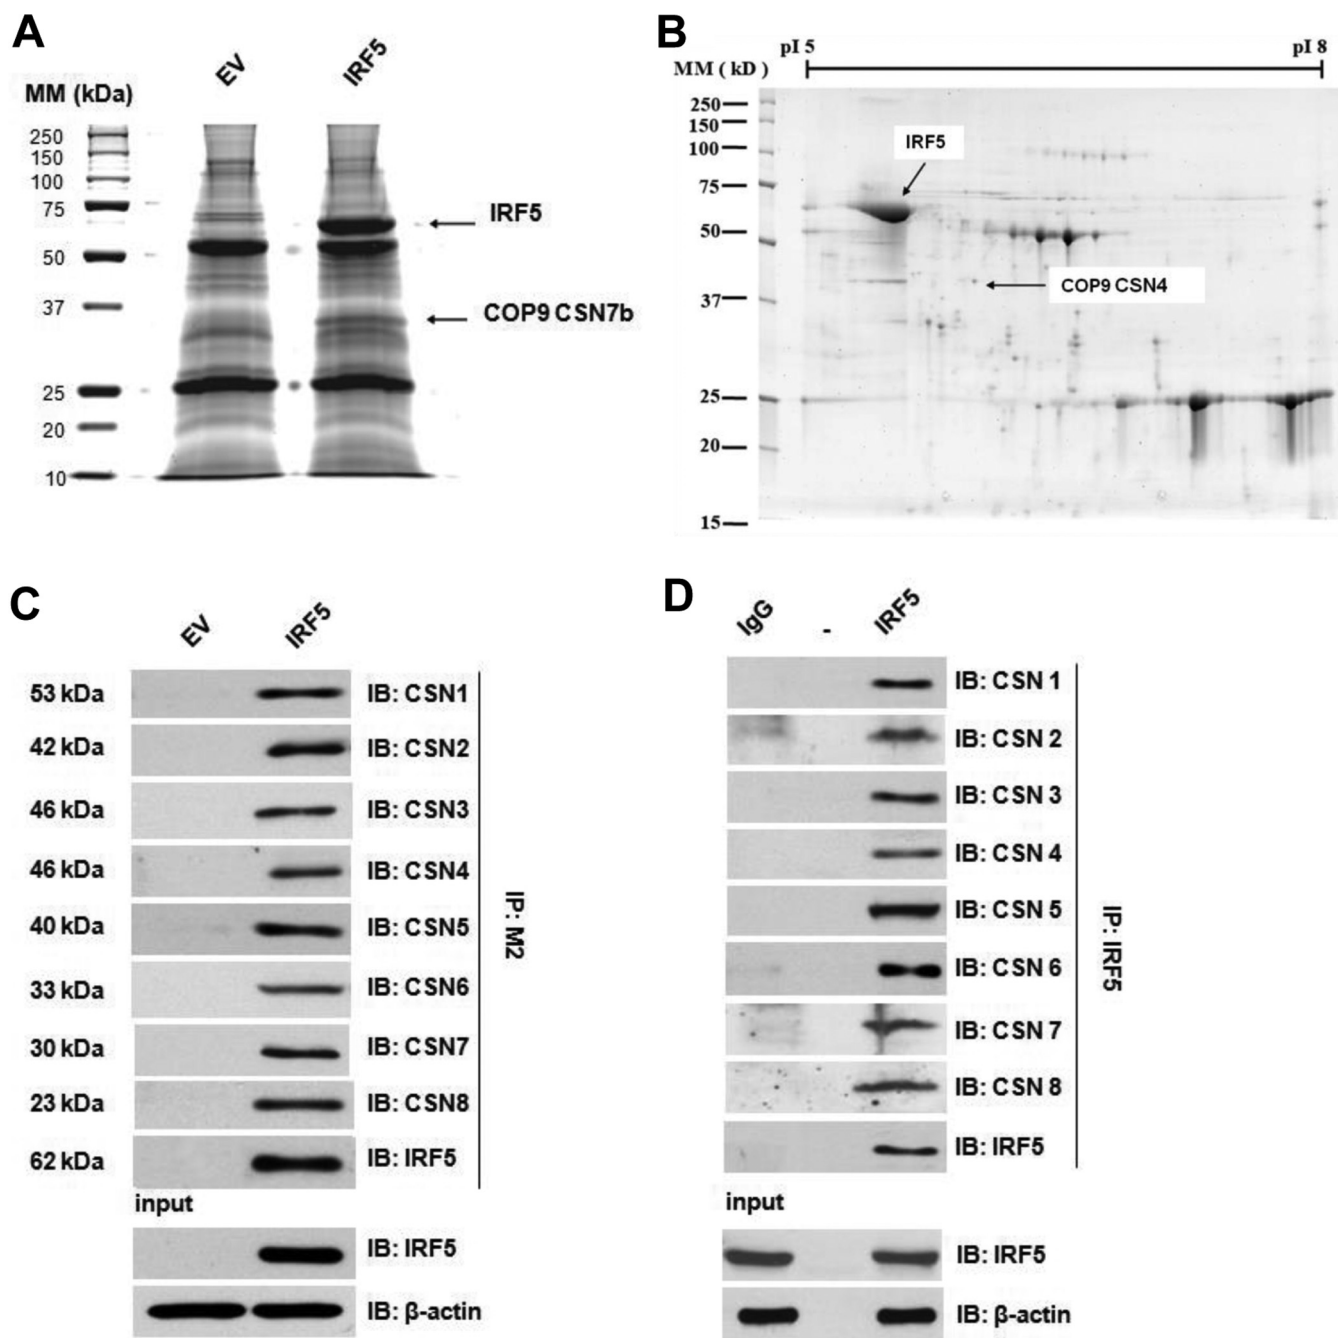 A
EV
IRF5
MM (kDa)
250
150
100
75
50
37
25
20
10
IRF5
COP9 CSN7b
B
pI 5
pI 8
MM ( kD )
250
150
100
75
50
37
25
20
15
IRF5
COP9 CSN4
C
EV
IRF5
53 kDa
IB: CSN1
42 kDa
IB: CSN2
46 kDa
IB: CSN3
46 kDa
IB: CSN4
40 kDa
IB: CSN5
33 kDa
IB: CSN6
30 kDa
IB: CSN7
23 kDa
IB: CSN8
62 kDa
IB: IRF5
IP: M2
input
IB: IRF5
IB: β-actin
D
IgG
-
IRF5
IB: CSN 1
IB: CSN 2
IB: CSN 3
IB: CSN 4
IB: CSN 5
IB: CSN 6
IB: CSN 7
IB: CSN 8
IB: IRF5
IP: IRF5
input
IB: IRF5
IB: β-actin